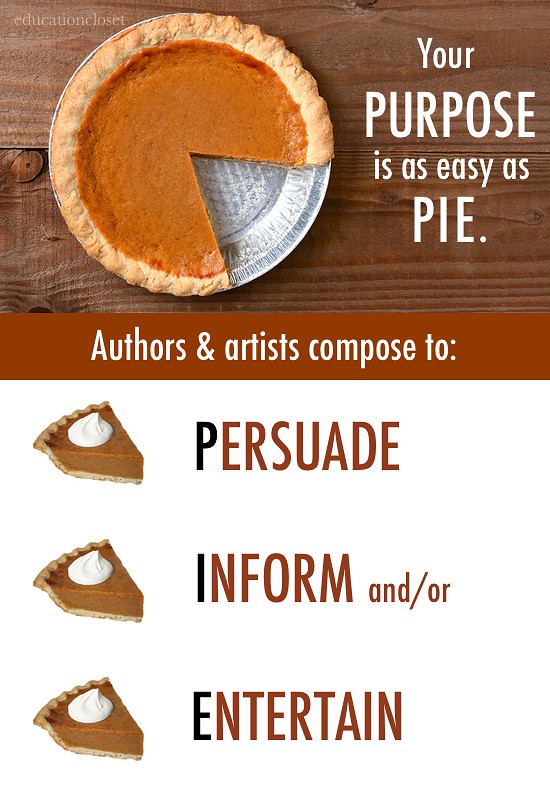 educationcloset
Your
PURPOSE
is as easy as
PIE.
Authors & artists compose to:
PERSUADE
INFORM and/or
ENTERTAIN